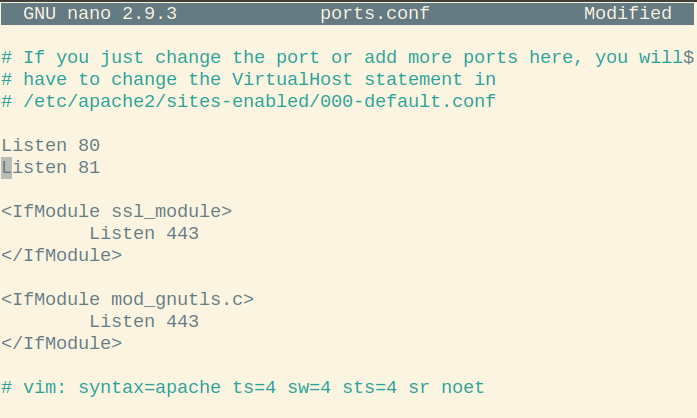 GNU nano 2.9.3 ports.conf Modified
# If you just change the port or add more ports here, you will$
# have to change the VirtualHost statement in
# /etc/apache2/sites-enabled/000-default.conf
Listen 80
Listen 81
<IfModule ssl_module>
Listen 443
</IfModule>
<IfModule mod_gnutls.c>
Listen 443
</IfModule>
# vim: syntax=apache ts=4 sw=4 sts=4 sr noet